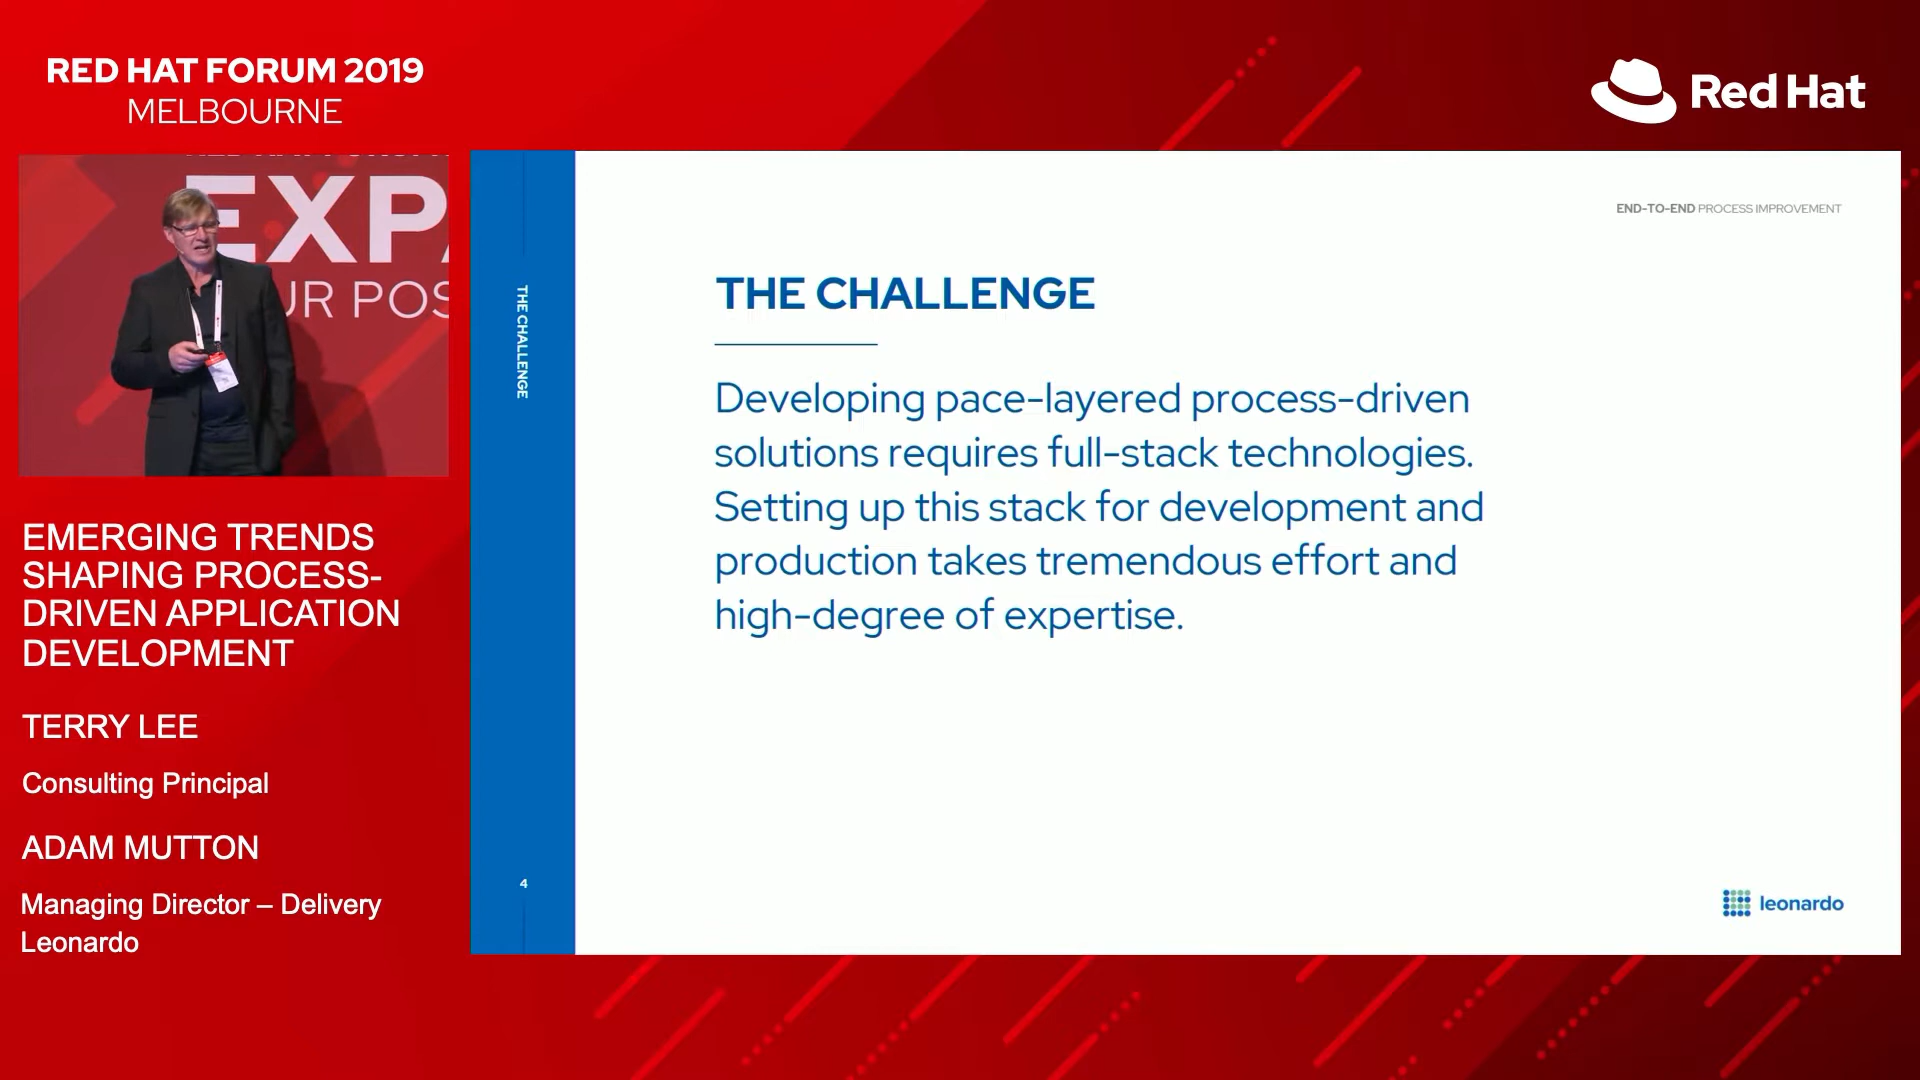 RED HAT FORUM 2019
MELBOURNE
Red Hat
EXPA
UR POS
END-TO-END PROCESS IMPROVEMENT
THE CHALLENGE
THE CHALLENGE
Developing pace-layered process-driven
solutions requires full-stack technologies.
Setting up this stack for development and
production takes tremendous effort and
high-degree of expertise.
4
leonardo
EMERGING TRENDS
SHAPING PROCESS-
DRIVEN APPLICATION
DEVELOPMENT
TERRY LEE
Consulting Principal
ADAM MUTTON
Managing Director – Delivery
Leonardo